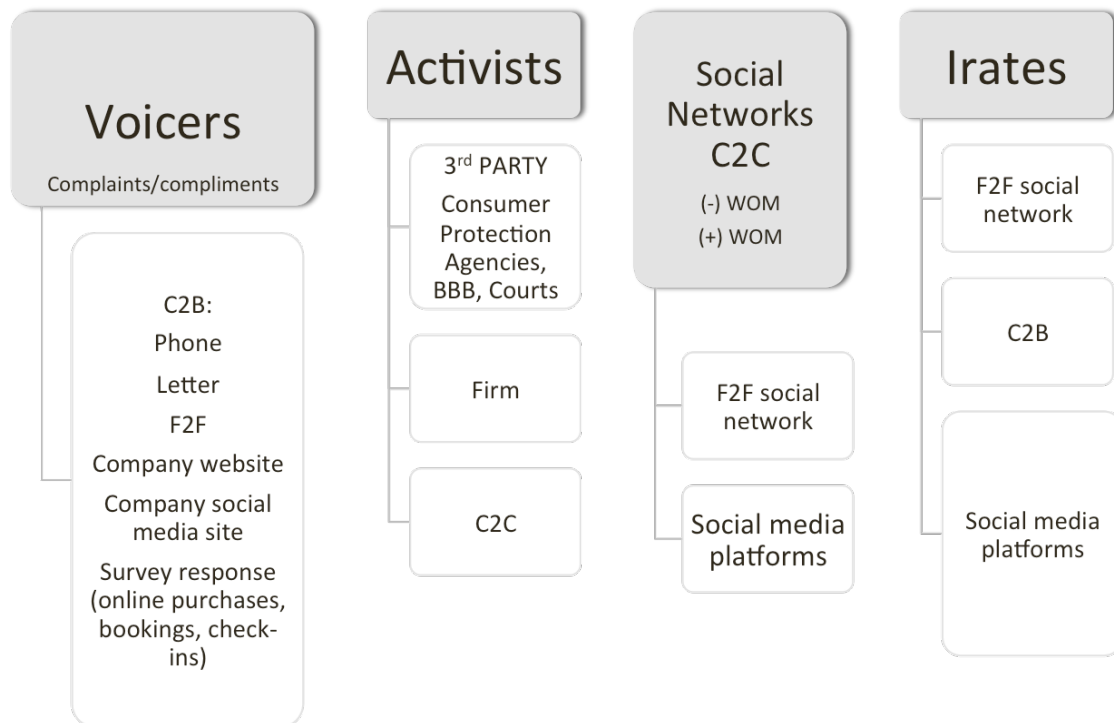 Voicers
Complaints/compliments
C2B:
Phone
Letter
F2F
Company website
Company social
media site
Survey response
(online purchases,
bookings, check-
ins)
Activists
3rd PARTY
Consumer
Protection
Agencies,
BBB, Courts
Firm
C2C
Social
Networks
C2C
(-) WOM
(+) WOM
F2F social
network
Social media
platforms
Irates
F2F social
network
C2B
Social media
platforms